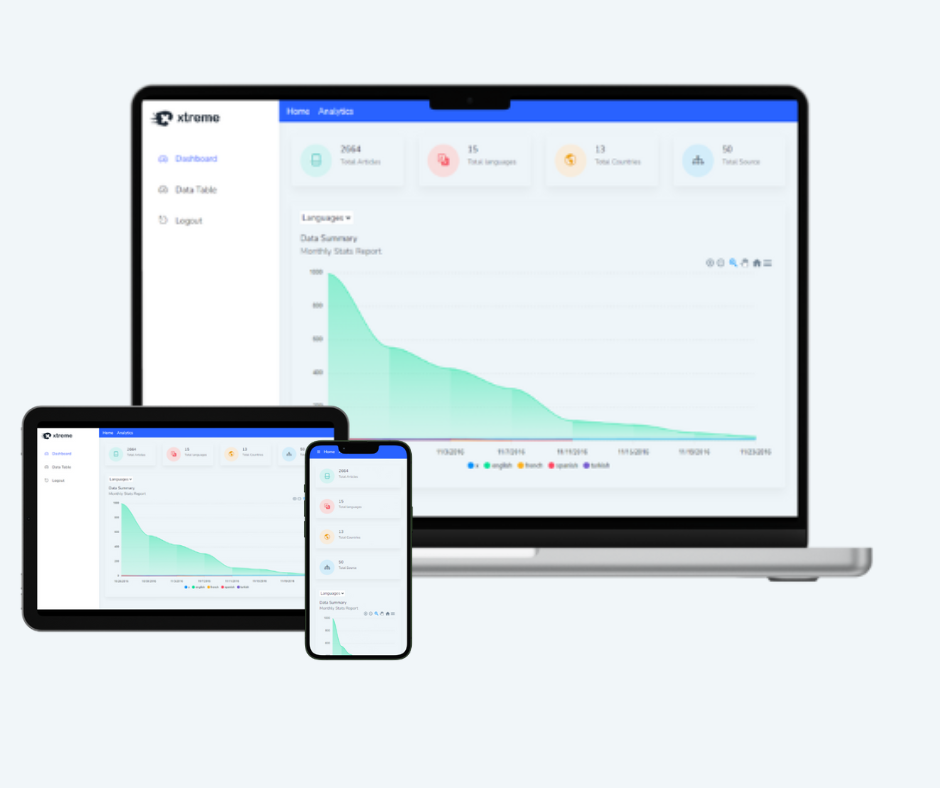 xtreme
Home Analytics
Dashboard
Data Table
Logout
2664
Total Articles
15
Total languages
13
Total Countries
50
Total Source
Languages
Data Summary
Monthly Stats Report
1000
800
600
400
200
11/3/2016 11/7/2016 11/11/2016 11/15/2016 11/23/2016
x english french spanish turkish
xtreme
Home Analytics
Dashboard
Data Table
Logout
2664
Total Articles
15
Total languages
13
Total Countries
50
Languages
Data Summary
Monthly Stats Report
Home
2664
Total Articles
15
Total languages
13
Total Countries
50
Total Source
Languages
Data Summary
Monthly Stats Report